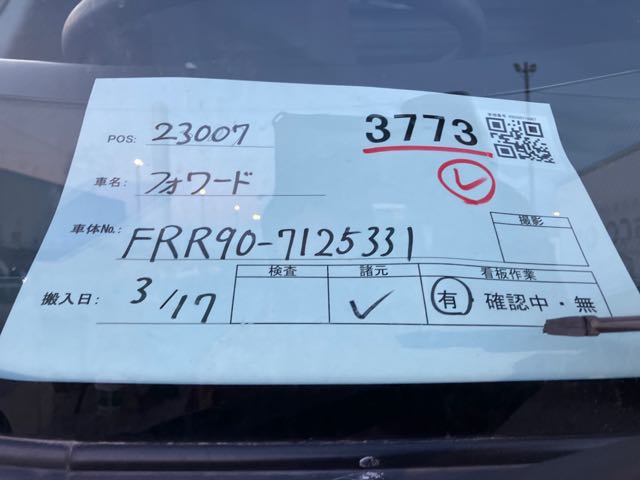 POS: 23007
3773
車名: フォワード
車体No.: FRR90-7125331
撮影
搬入日: 3/17
検査 諸元 看板作業
✓ 有・確認中・無